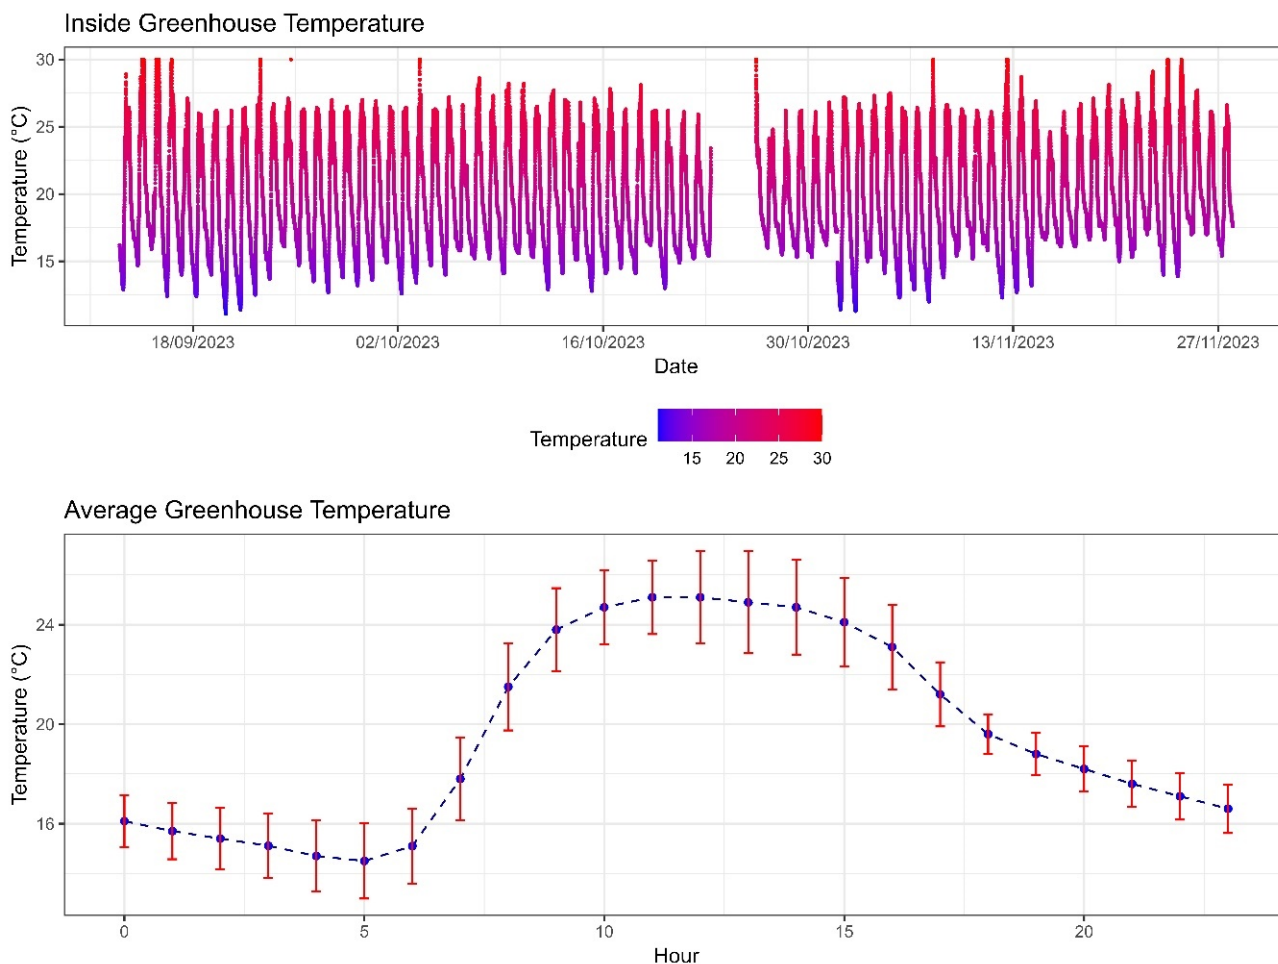 Inside Greenhouse Temperature
Temperature (°C)
30
25
20
15
18/09/2023 02/10/2023 16/10/2023 30/10/2023 13/11/2023 27/11/2023
Date
Temperature
15 20 25 30
Average Greenhouse Temperature
Temperature (°C)
24
20
16
0 5 10 15 20
Hour